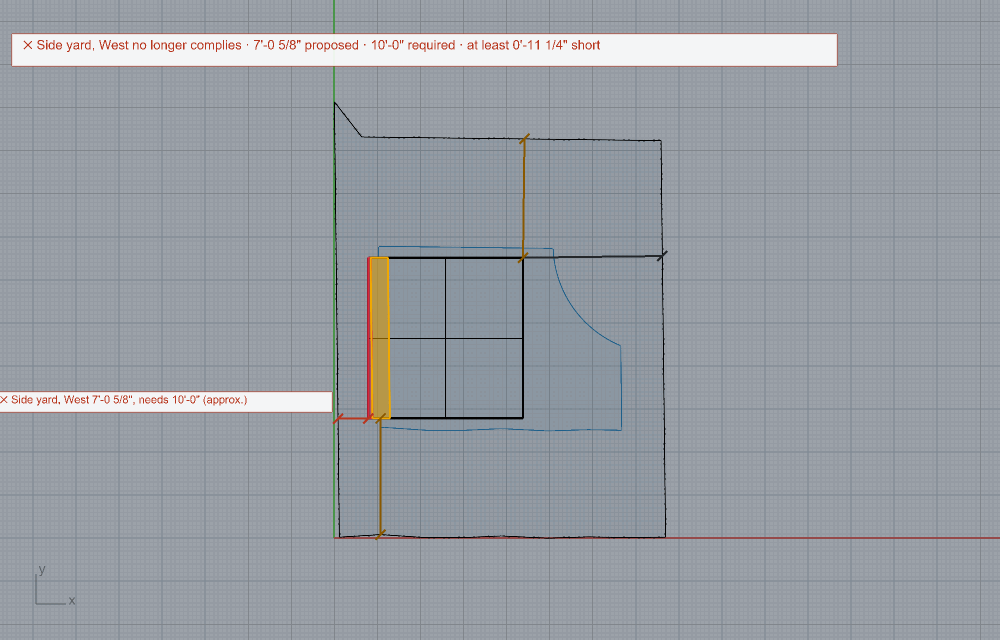 × Side yard, West no longer complies · 7'-0 5/8" proposed · 10'-0" required · at least 0'-11 1/4" short
× Side yard, West 7'-0 5/8", needs 10'-0" (approx.)
y
x